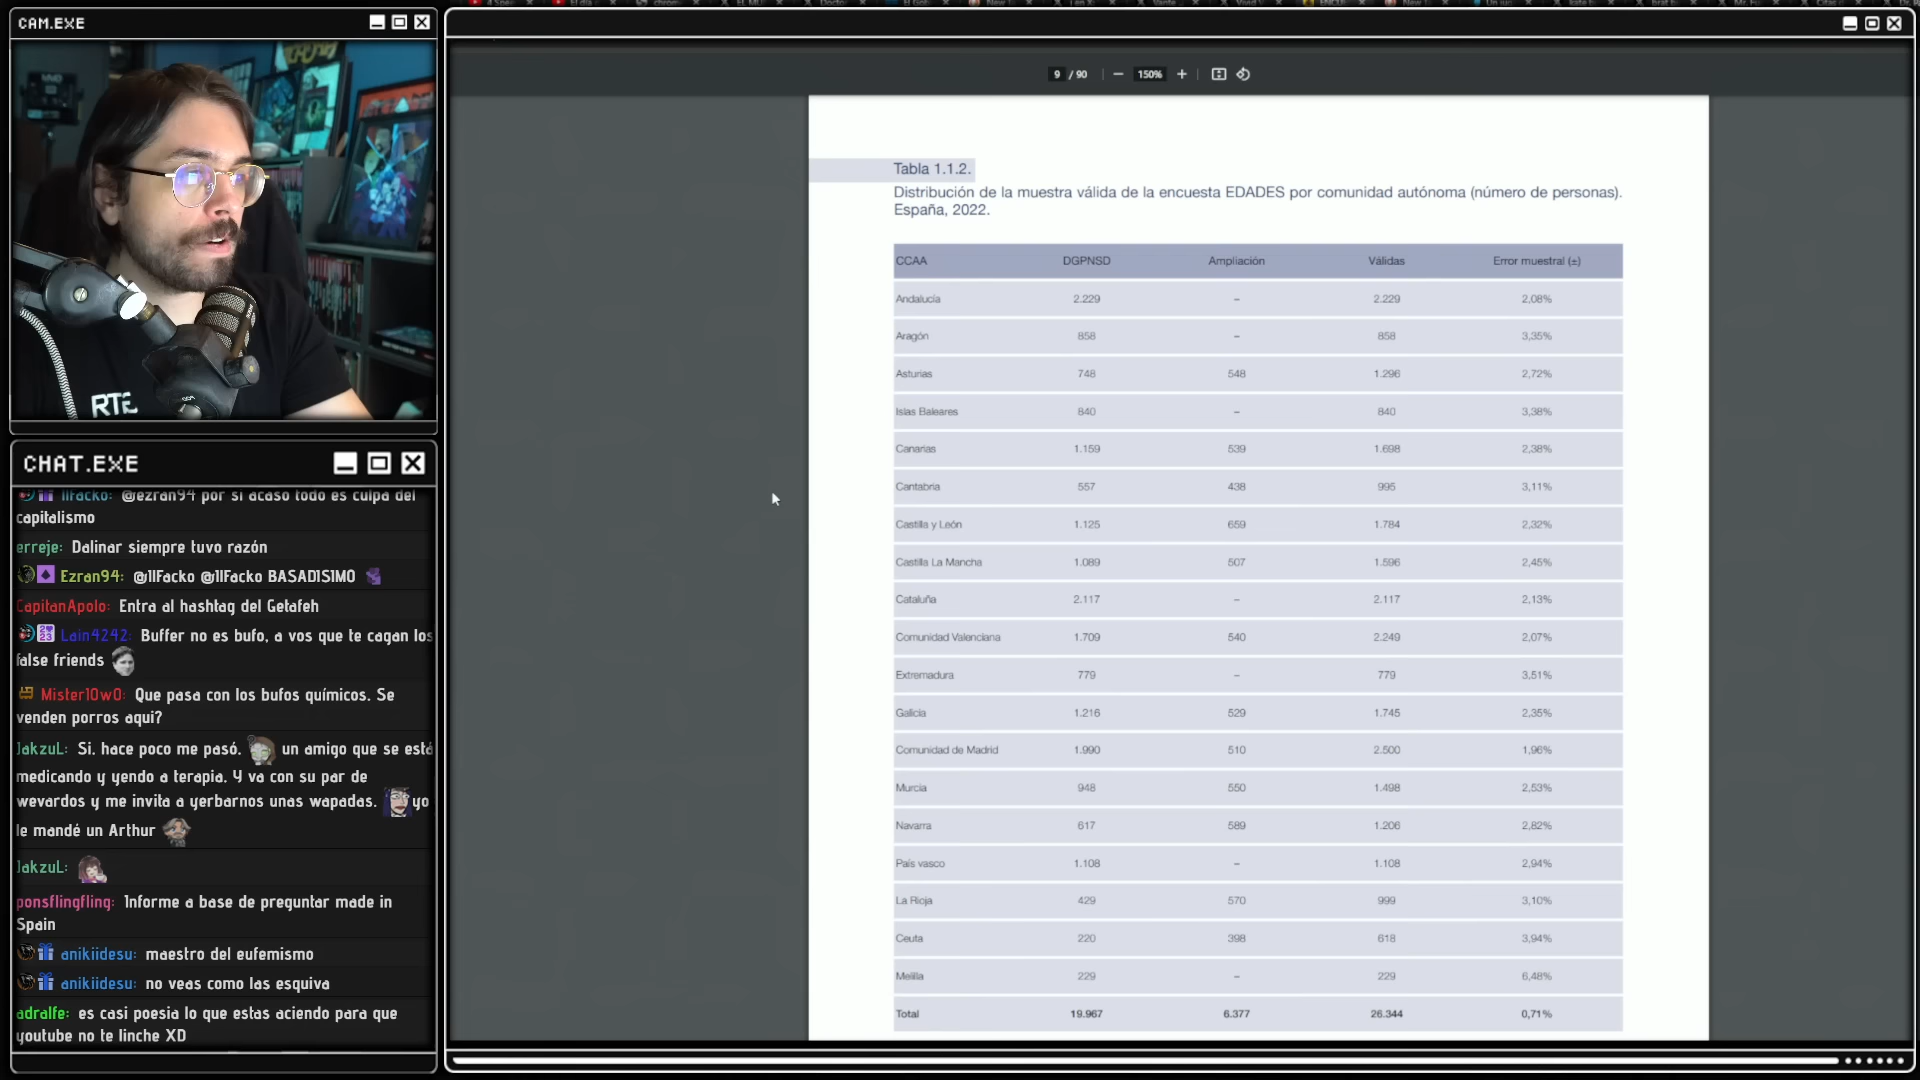 CAM.EXE
RTE
CHAT.EXE
11Facko: @ezran94 por si acaso todo es culpa del
capitalismo
erreje: Dalinar siempre tuvo razón
Ezran94: @11Facko @11Facko BASADISIMO
CapitanApolo: Entra al hashtag del Getafeh
Lain4242: Buffer no es bufo, a vos que te cagan los
false friends
Mister10w0: Que pasa con los bufos químicos. Se
venden porros aqui?
JakzuL: Si, hace poco me pasó. un amigo que se está
medicando y yendo a terapia. Y va con su par de
wevardos y me invita a yerbarnos unas wapadas. yo
le mandé un Arthur
JakzuL:
ponsflingfling: Informe a base de preguntar made in
Spain
anikiidesu: maestro del eufemismo
anikiidesu: no veas como las esquiva
adralfe: es casi poesia lo que estas aciendo para que
youtube no te linche XD
9 / 90 150%
Tabla 1.1.2.
Distribución de la muestra válida de la encuesta EDADES por comunidad autónoma (número de personas).
España, 2022.
CCAA DGPNSD Ampliación Válidas Error muestral (±)
Andalucía 2.229 – 2.229 2,08%
Aragón 858 – 858 3,35%
Asturias 748 548 1.296 2,72%
Islas Baleares 840 – 840 3,38%
Canarias 1.159 539 1.698 2,38%
Cantabria 557 438 995 3,11%
Castilla y León 1.125 659 1.784 2,32%
Castilla La Mancha 1.089 507 1.596 2,45%
Cataluña 2.117 – 2.117 2,13%
Comunidad Valenciana 1.709 540 2.249 2,07%
Extremadura 779 – 779 3,51%
Galicia 1.216 529 1.745 2,35%
Comunidad de Madrid 1.990 510 2.500 1,96%
Murcia 948 550 1.498 2,53%
Navarra 617 589 1.206 2,82%
País vasco 1.108 – 1.108 2,94%
La Rioja 429 570 999 3,10%
Ceuta 220 398 618 3,94%
Melilla 229 – 229 6,48%
Total 19.967 6.377 26.344 0,71%